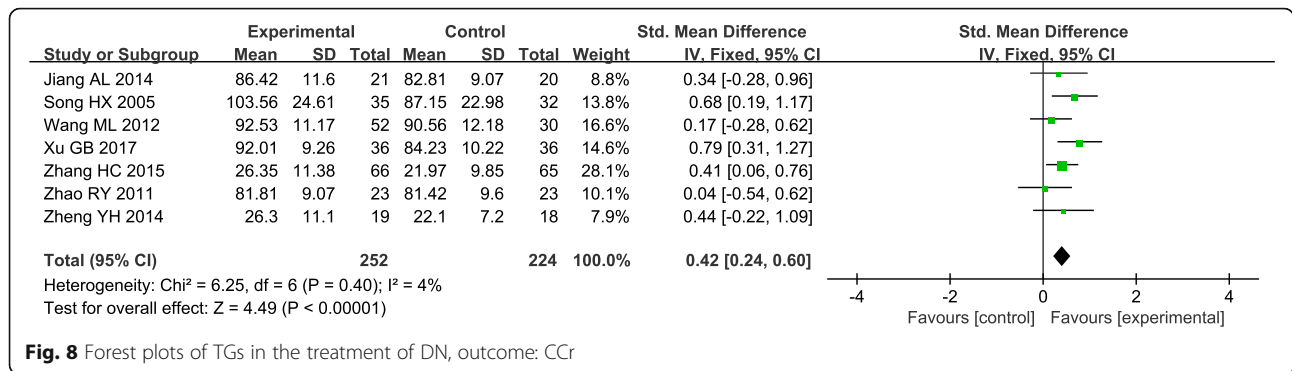 Experimental Control Std. Mean Difference Std. Mean Difference
Study or Subgroup Mean SD Total Mean SD Total Weight IV, Fixed, 95% CI IV, Fixed, 95% CI
Jiang AL 2014 86.42 11.6 21 82.81 9.07 20 8.8% 0.34 [-0.28, 0.96]
Song HX 2005 103.56 24.61 35 87.15 22.98 32 13.8% 0.68 [0.19, 1.17]
Wang ML 2012 92.53 11.17 52 90.56 12.18 30 16.6% 0.17 [-0.28, 0.62]
Xu GB 2017 92.01 9.26 36 84.23 10.22 36 14.6% 0.79 [0.31, 1.27]
Zhang HC 2015 26.35 11.38 66 21.97 9.85 65 28.1% 0.41 [0.06, 0.76]
Zhao RY 2011 81.81 9.07 23 81.42 9.6 23 10.1% 0.04 [-0.54, 0.62]
Zheng YH 2014 26.3 11.1 19 22.1 7.2 18 7.9% 0.44 [-0.22, 1.09]
Total (95% CI) 252 224 100.0% 0.42 [0.24, 0.60]
Heterogeneity: Chi² = 6.25, df = 6 (P = 0.40); I² = 4%
Test for overall effect: Z = 4.49 (P < 0.00001)
-4 -2 0 2 4
Favours [control] Favours [experimental]
Fig. 8 Forest plots of TGs in the treatment of DN, outcome: CCr